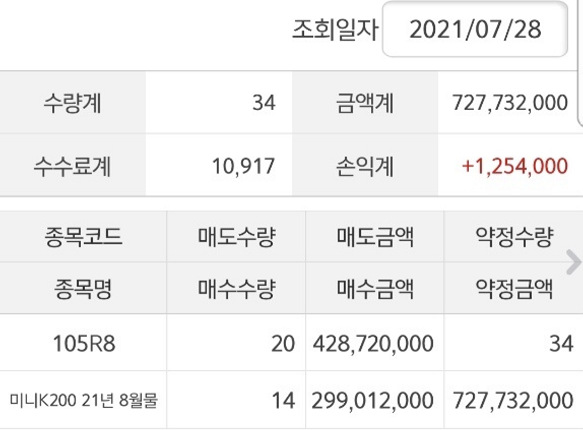 조회일자 2021/07/28
수량계 34 금액계 727,732,000
수수료계 10,917 손익계 +1,254,000
종목코드 매도수량 매도금액 약정수량
종목명 매수수량 매수금액 약정금액
105R8 20 428,720,000 34
미니K200 21년 8월물 14 299,012,000 727,732,000